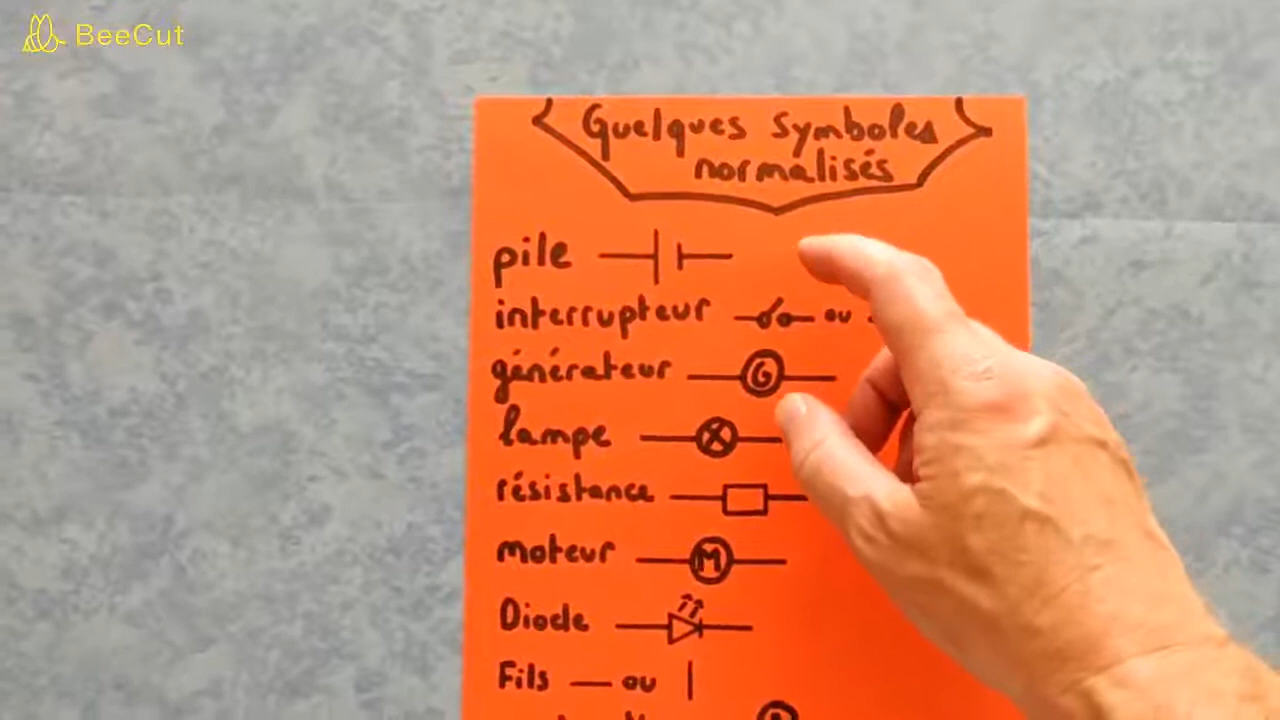 BeeCut
Quelques symboles
normalisés
pile
interrupteur ou
générateur G
lampe
résistance
moteur M
Diode
Fils ou